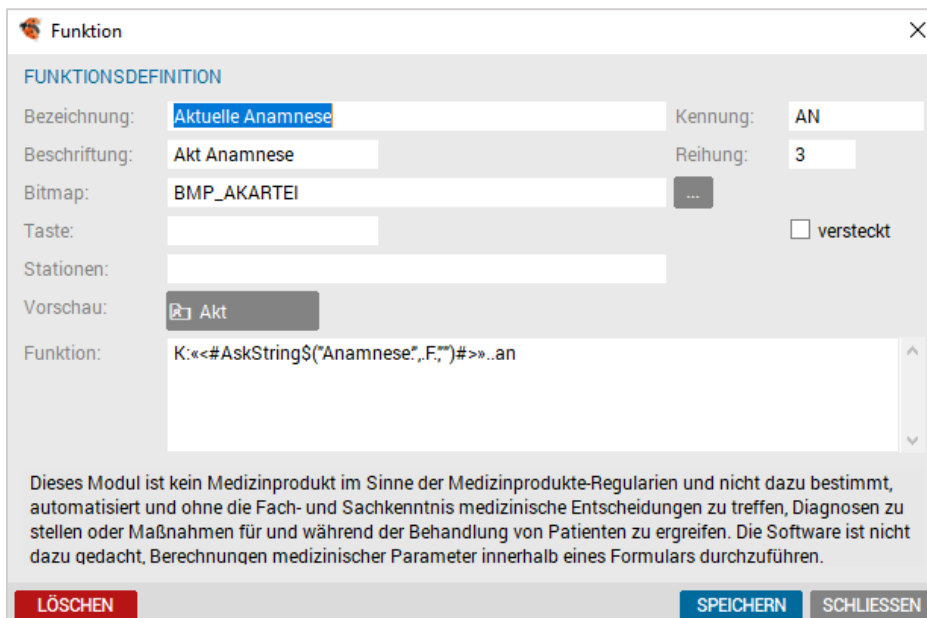 Funktion
FUNKTIONSDEFINITION
Bezeichnung: Aktuelle Anamnese Kennung: AN
Beschriftung: Akt Anamnese Reihung: 3
Bitmap: BMP_AKARTEI ...
Taste: versteckt
Stationen:
Vorschau: Akt
Funktion: K:«<#AskString$("Anamnese:",.F.,"")#>»..an
Dieses Modul ist kein Medizinprodukt im Sinne der Medizinprodukte-Regularien und nicht dazu bestimmt,
automatisiert und ohne die Fach- und Sachkenntnis medizinische Entscheidungen zu treffen, Diagnosen zu
stellen oder Maßnahmen für und während der Behandlung von Patienten zu ergreifen. Die Software ist nicht
dazu gedacht, Berechnungen medizinischer Parameter innerhalb eines Formulars durchzuführen.
LÖSCHEN SPEICHERN SCHLIESSEN